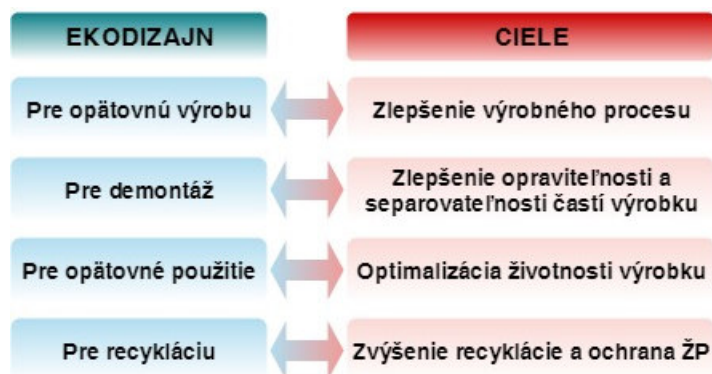 EKODIZAJN
CIELE
Pre opätovnú výrobu
Zlepšenie výrobného procesu
Pre demontáž
Zlepšenie opraviteľnosti a
separovateľnosti častí výrobku
Pre opätovné použitie
Optimalizácia životnosti výrobku
Pre recykláciu
Zvýšenie recyklácie a ochrana ŽP